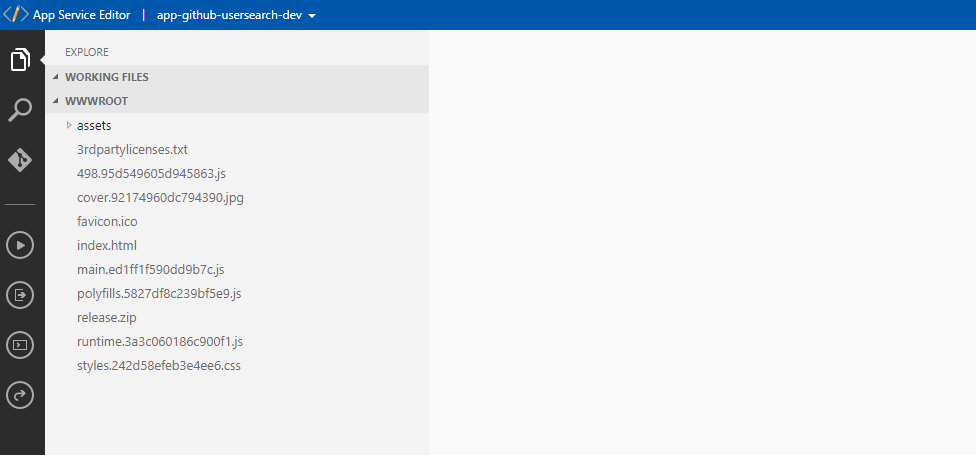 App Service Editor | app-github-usersearch-dev
EXPLORE
WORKING FILES
WWWROOT
assets
3rdpartylicenses.txt
498.95d549605d945863.js
cover.92174960dc794390.jpg
favicon.ico
index.html
main.ed1ff1f590dd9b7c.js
polyfills.5827df8c239bf5e9.js
release.zip
runtime.3a3c060186c900f1.js
styles.242d58efeb3e4ee6.css